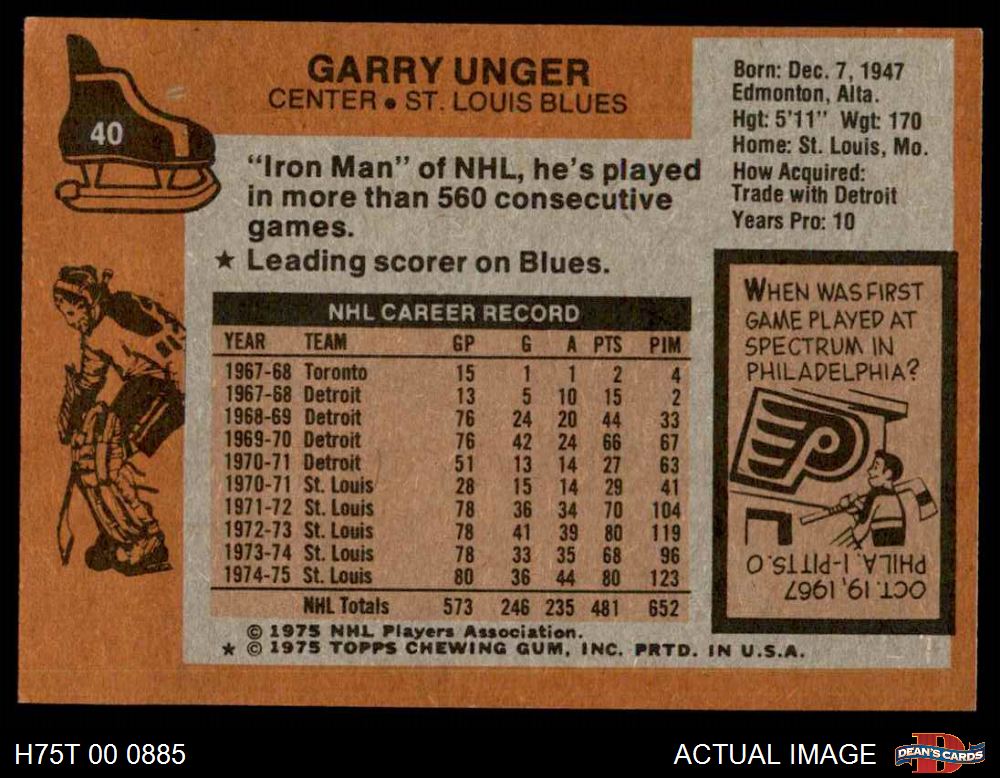 40
GARRY UNGER
CENTER • ST. LOUIS BLUES
"Iron Man" of NHL, he's played
in more than 560 consecutive
games.
★ Leading scorer on Blues.
Born: Dec. 7, 1947
Edmonton, Alta.
Hgt: 5'11" Wgt: 170
Home: St. Louis, Mo.
How Acquired:
Trade with Detroit
Years Pro: 10
NHL CAREER RECORD
YEAR TEAM GP G A PTS PIM
1967-68 Toronto 15 1 1 2 4
1967-68 Detroit 13 5 10 15 2
1968-69 Detroit 76 24 20 44 33
1969-70 Detroit 76 42 24 66 67
1970-71 Detroit 51 13 14 27 63
1970-71 St. Louis 28 15 14 29 41
1971-72 St. Louis 78 36 34 70 104
1972-73 St. Louis 78 41 39 80 119
1973-74 St. Louis 78 33 35 68 96
1974-75 St. Louis 80 36 44 80 123
NHL Totals 573 246 235 481 652
© 1975 NHL Players Association.
★ © 1975 TOPPS CHEWING GUM, INC. PRTD. IN U.S.A.
WHEN WAS FIRST
GAME PLAYED AT
SPECTRUM IN
PHILADELPHIA?
OCT. 19, 1967
PHILA. 1-PITTS. 0
H75T 00 0885
ACTUAL IMAGE
D
DEAN'S CARDS